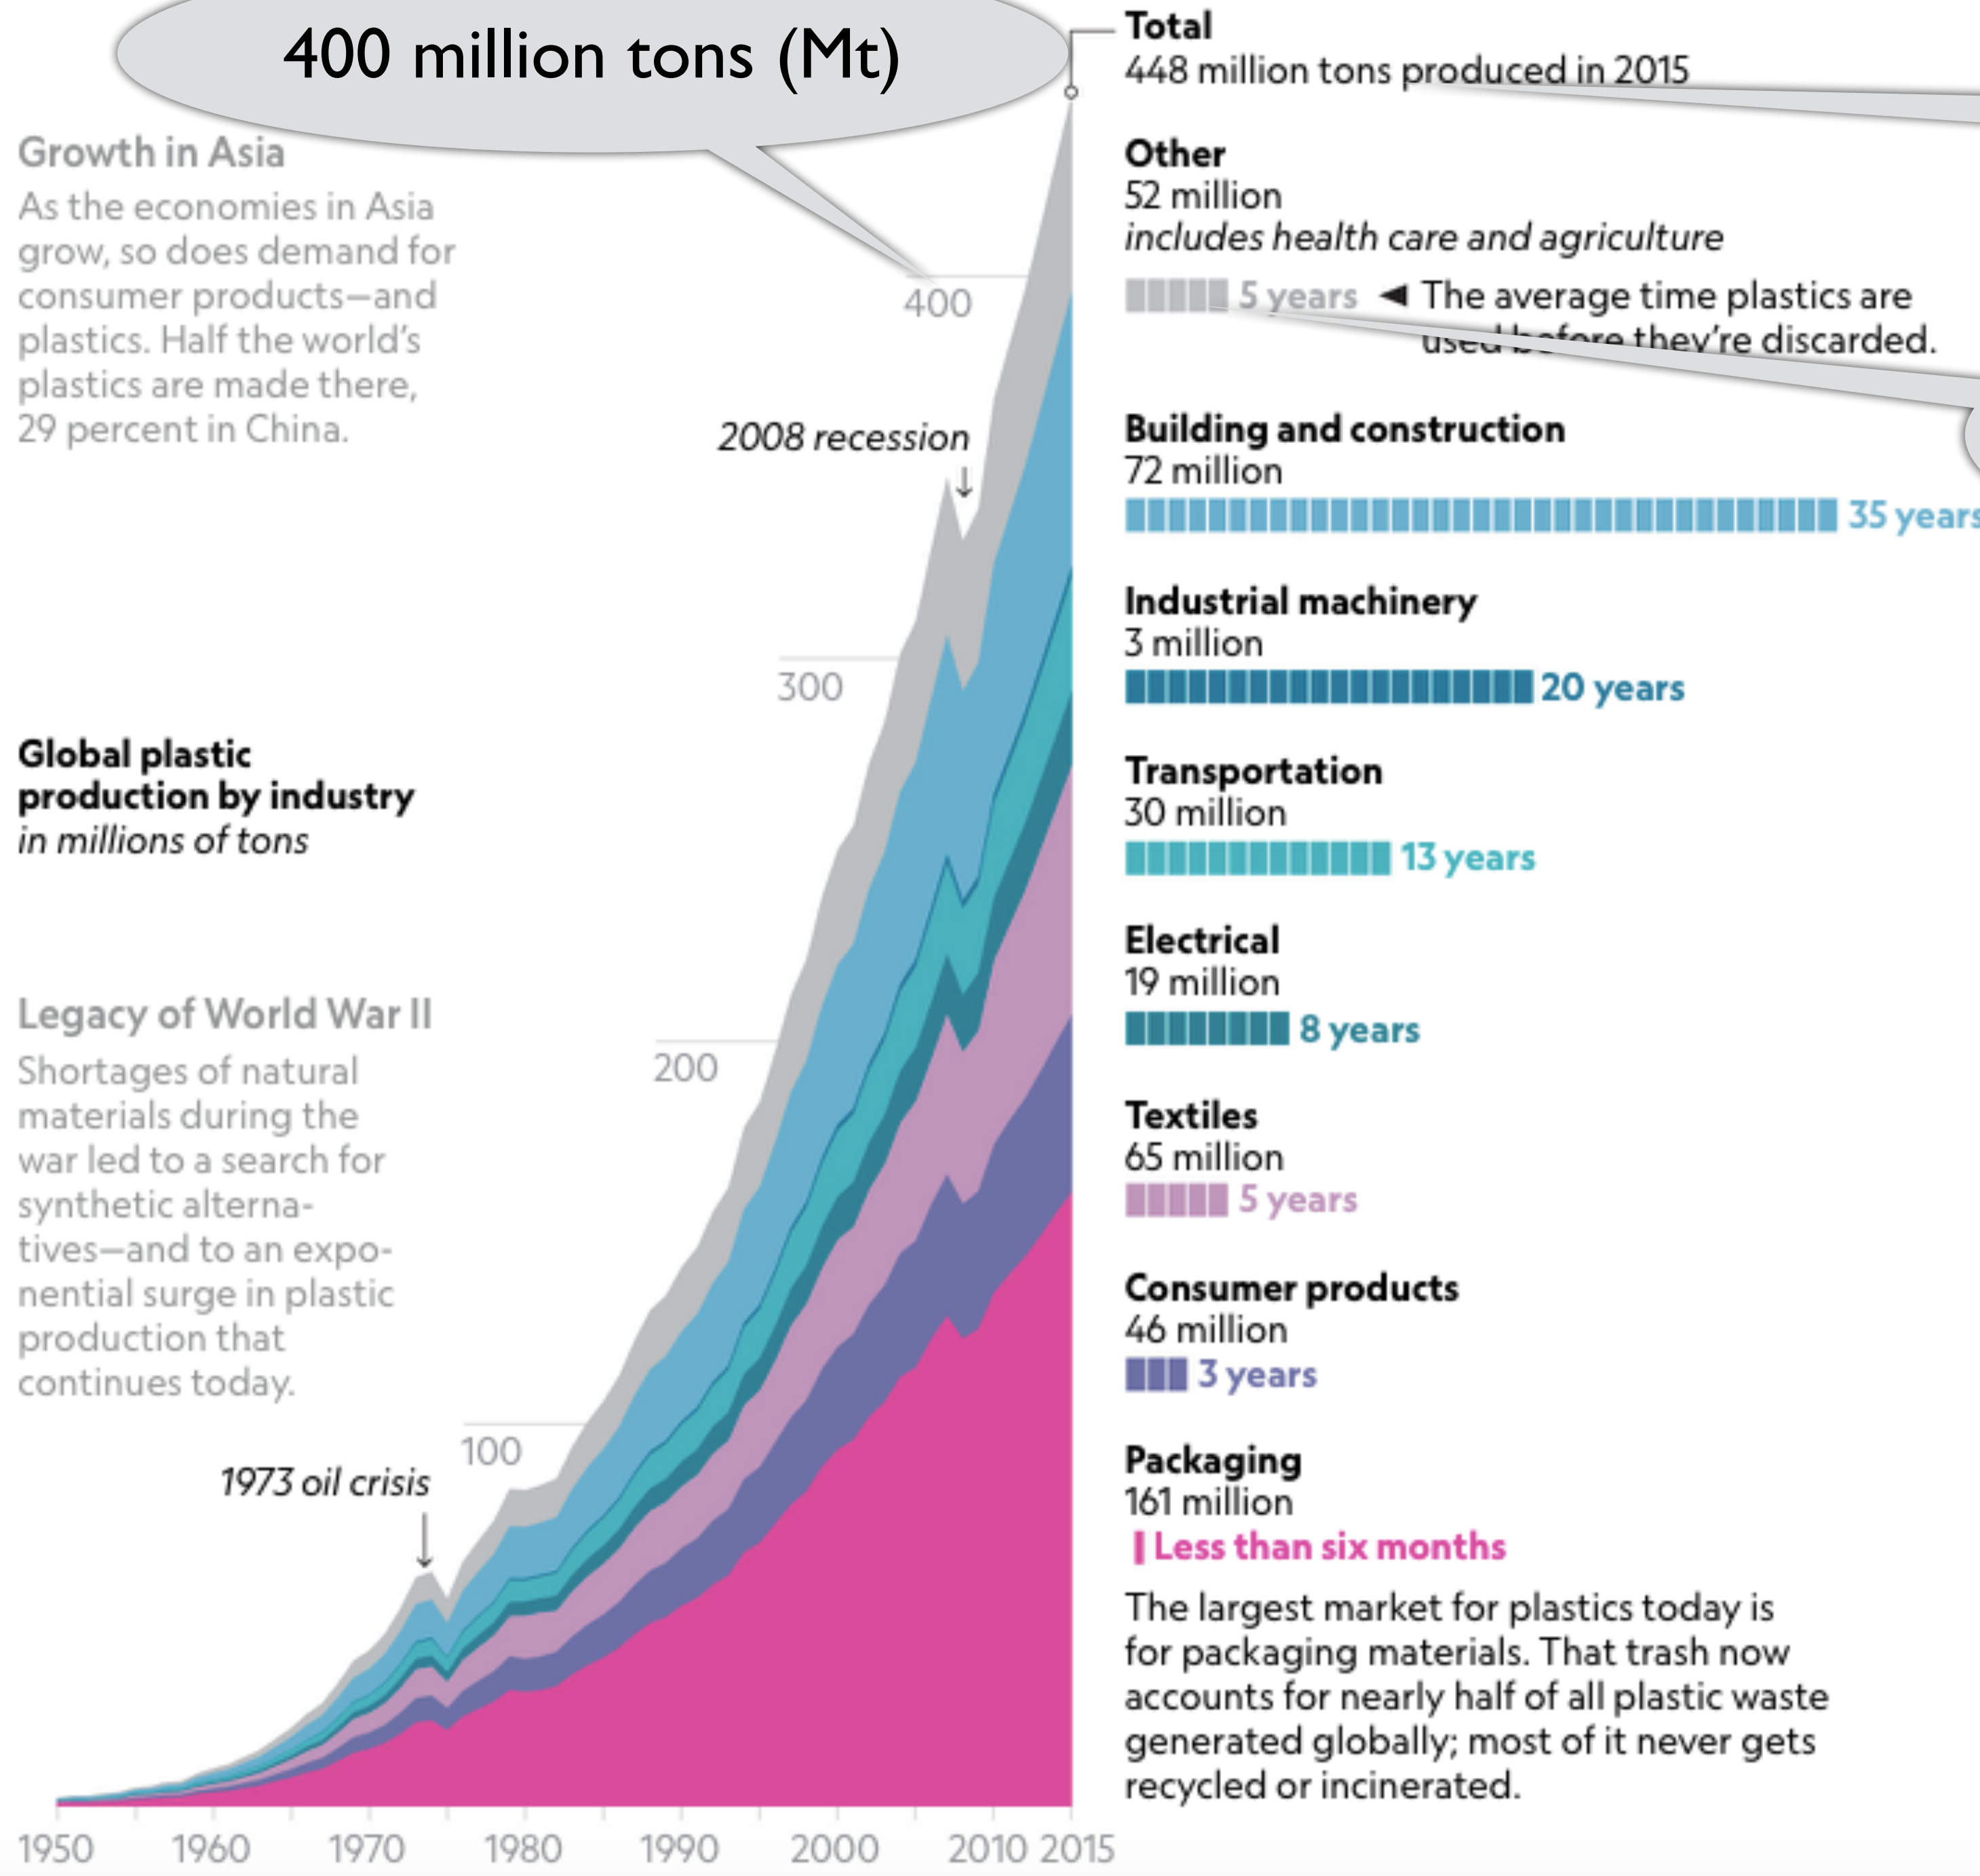 400 million tons (Mt)
Growth in Asia
As the economies in Asia
grow, so does demand for
consumer products—and
plastics. Half the world's
plastics are made there,
29 percent in China.
Global plastic
production by industry
in millions of tons
Legacy of World War II
Shortages of natural
materials during the
war led to a search for
synthetic alterna-
tives—and to an expo-
nential surge in plastic
production that
continues today.
2008 recession
1973 oil crisis
400
300
200
100
1950 1960 1970 1980 1990 2000 2010 2015
Total
448 million tons produced in 2015
Other
52 million
includes health care and agriculture
5 years ◄ The average time plastics are
used before they're discarded.
Building and construction
72 million
35 years
Industrial machinery
3 million
20 years
Transportation
30 million
13 years
Electrical
19 million
8 years
Textiles
65 million
5 years
Consumer products
46 million
3 years
Packaging
161 million
Less than six months
The largest market for plastics today is
for packaging materials. That trash now
accounts for nearly half of all plastic waste
generated globally; most of it never gets
recycled or incinerated.